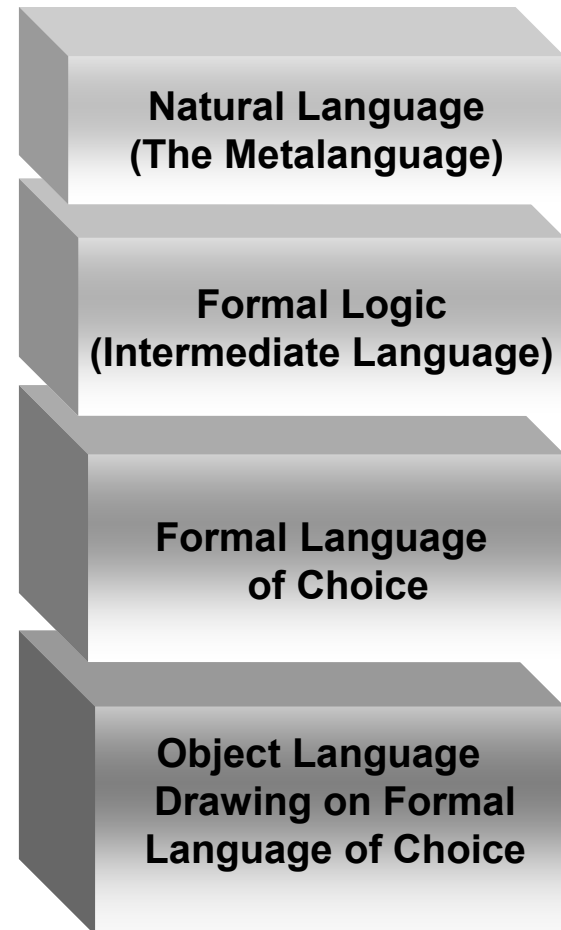 Natural Language
(The Metalanguage)
Formal Logic
(Intermediate Language)
Formal Language
of Choice
Object Language
Drawing on Formal
Language of Choice